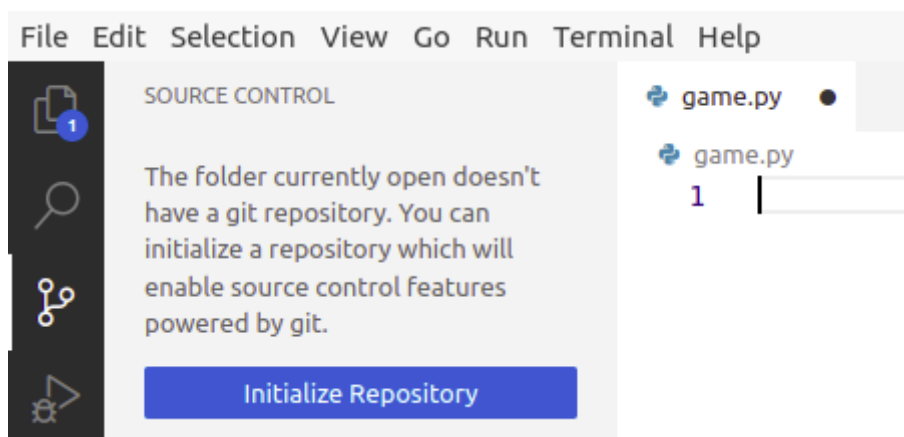 File Edit Selection View Go Run Terminal Help
SOURCE CONTROL
The folder currently open doesn't
have a git repository. You can
initialize a repository which will
enable source control features
powered by git.
Initialize Repository
1
game.py
game.py
1